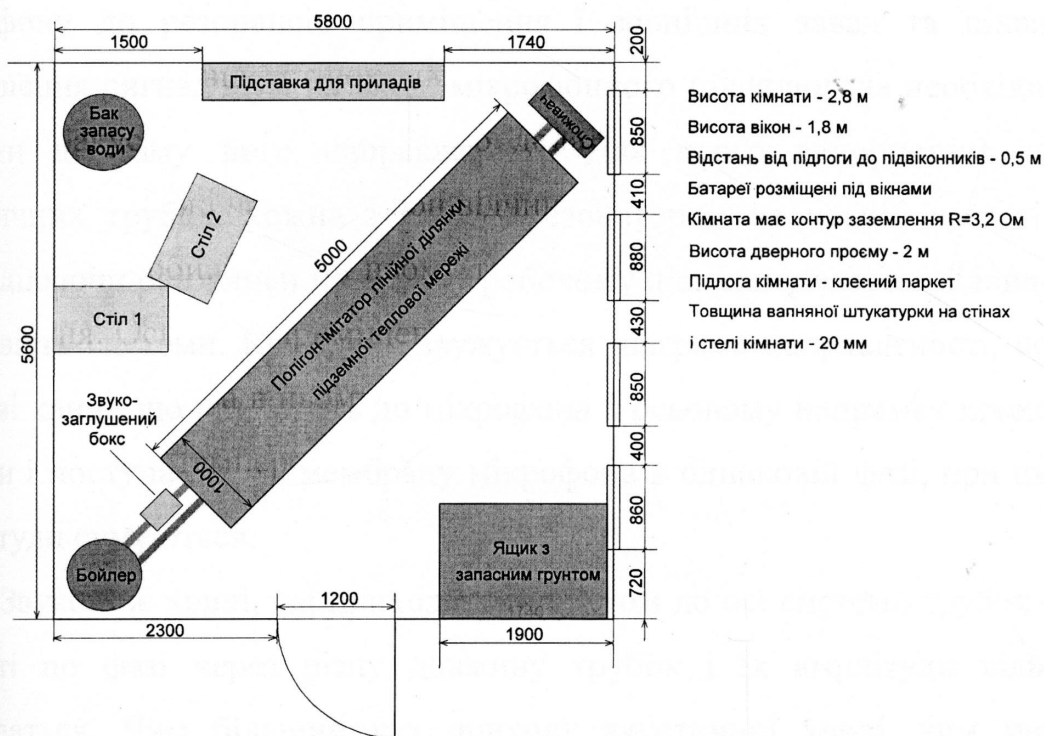 5800
1500
1740
200
Підставка для приладів
Споживач
Бак
запасу
води
Висота кімнати - 2,8 м
Висота вікон - 1,8 м
Відстань від підлоги до підвіконників - 0,5 м
Батареї розміщені під вікнами
Кімната має контур заземлення R=3,2 Ом
Висота дверного проєму - 2 м
Підлога кімнати - клеєний паркет
Товщина вапняної штукатурки на стінах
і стелі кімнати - 20 мм
850
410
880
430
850
400
860
720
5600
Стіл 2
Стіл 1
5000
Полігон-імітатор лінійної ділянки
підземної теплової мережі
1000
Звуко-
заглушений
бокс
Бойлер
Ящик з
запасним грунтом
1200
2300
1900